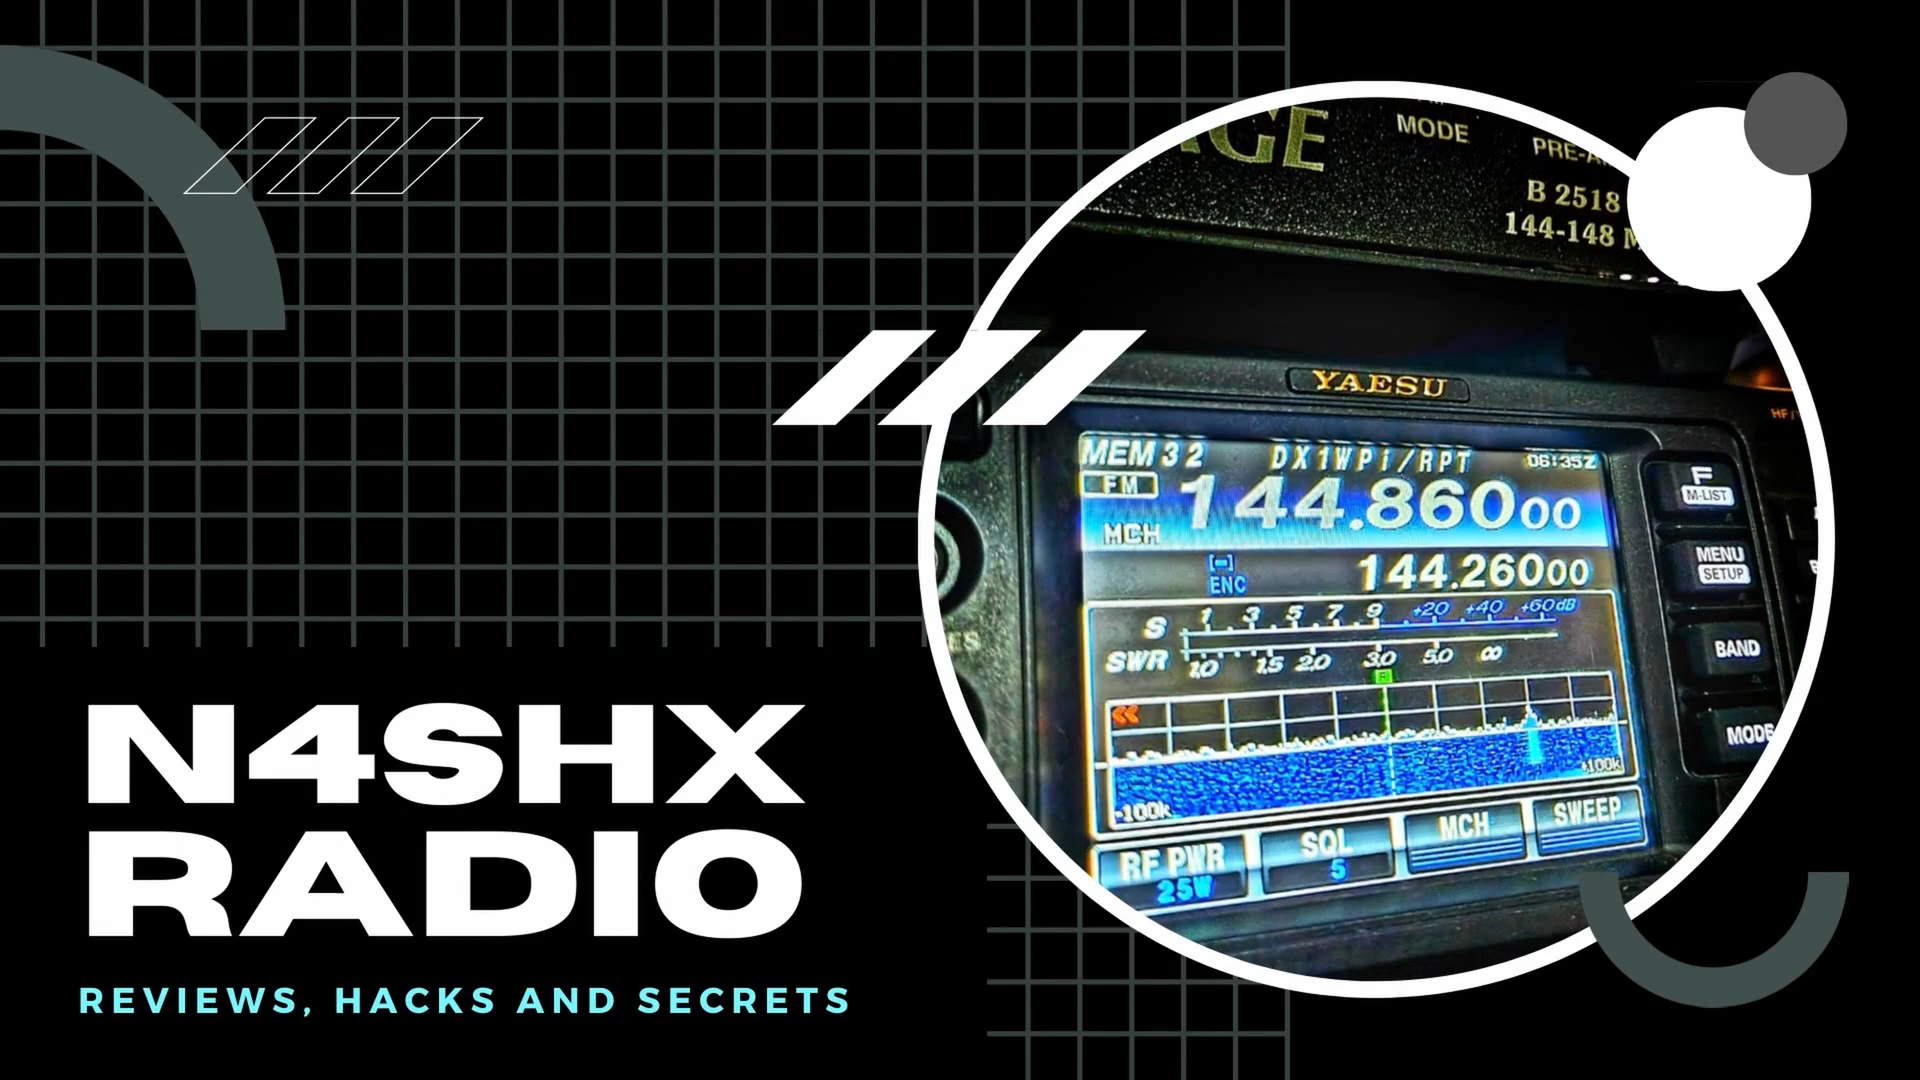 N4SHX
RADIO
REVIEWS, HACKS AND SECRETS
MODE
B 2518
144-148
YAESU
MEM 32 DX1WPi/RPT 06:35Z
FM 144.86000
MCH
[-] 144.26000
ENC
S 1 3 5 7 9 +20 +40 +60dB
SWR 1.0 1.5 2.0 3.0 5.0 ∞
R
-100k +100k
RF PWR SQL MCH SWEEP
25W 5
F
M-LIST
MENU
SETUP
BAND
MODE